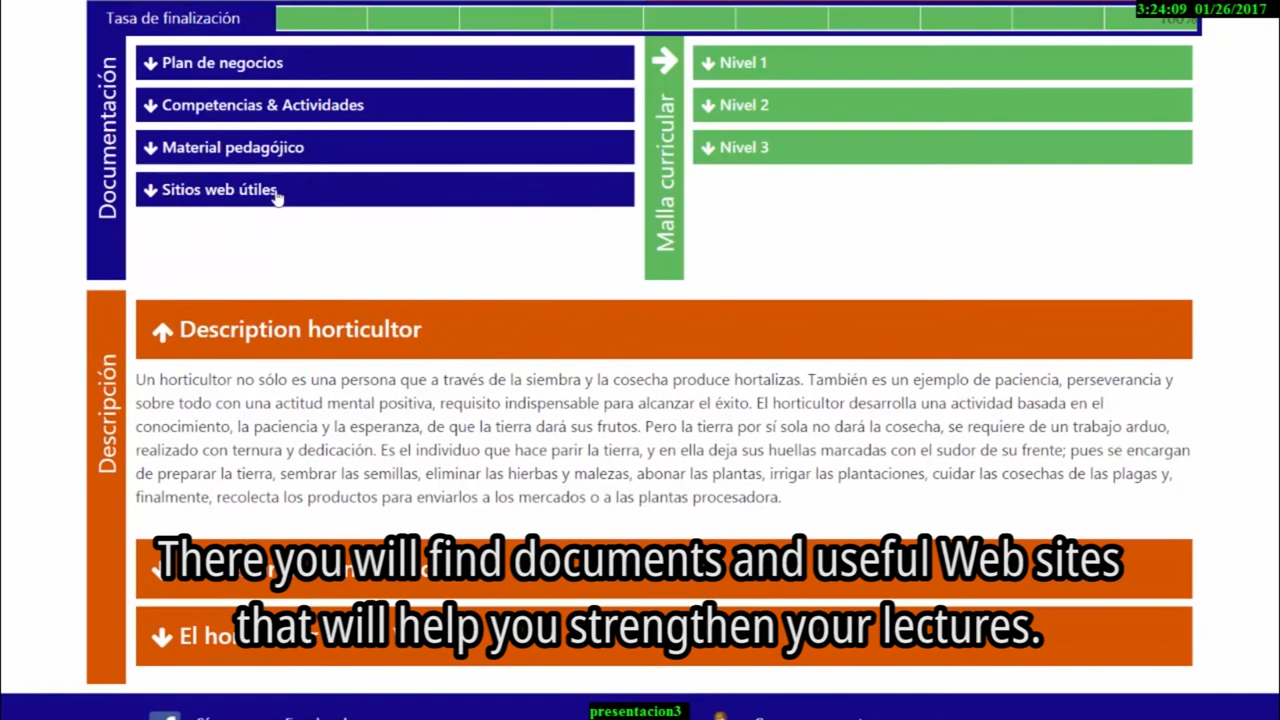 3:24:09 01/26/2017
Tasa de finalización
100%
Documentación
Plan de negocios
Competencias & Actividades
Material pedagójico
Sitios web útiles
Malla curricular
Nivel 1
Nivel 2
Nivel 3
Descripción
Description horticultor
Un horticultor no sólo es una persona que a través de la siembra y la cosecha produce hortalizas. También es un ejemplo de paciencia, perseverancia y
sobre todo con una actitud mental positiva, requisito indispensable para alcanzar el éxito. El horticultor desarrolla una actividad basada en el
conocimiento, la paciencia y la esperanza, de que la tierra dará sus frutos. Pero la tierra por sí sola no dará la cosecha, se requiere de un trabajo arduo,
realizado con ternura y dedicación. Es el individuo que hace parir la tierra, y en ella deja sus huellas marcadas con el sudor de su frente; pues se encargan
de preparar la tierra, sembrar las semillas, eliminar las hierbas y malezas, abonar las plantas, irrigar las plantaciones, cuidar las cosechas de las plagas y,
finalmente, recolecta los productos para enviarlos a los mercados o a las plantas procesadora.
There you will find documents and useful Web sites
that will help you strengthen your lectures.
El
presentacion3